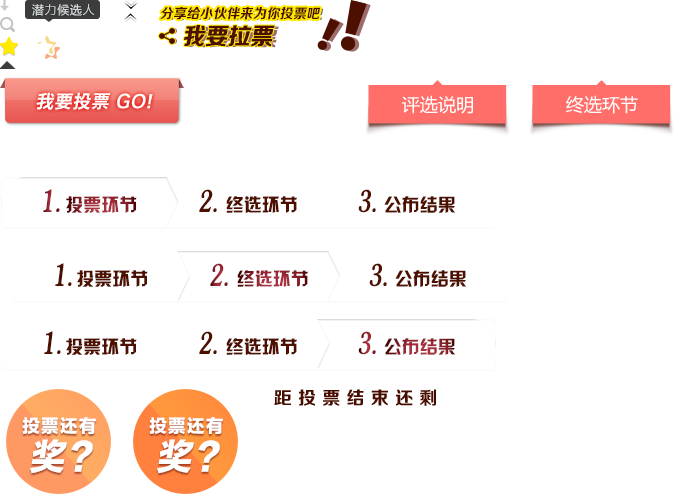 潜力候选人
分享给小伙伴来为你投票吧!
我要拉票
我要投票 GO!
评选说明
终选环节
1. 投票环节
2. 终选环节
3. 公布结果
1. 投票环节
2. 终选环节
3. 公布结果
1. 投票环节
2. 终选环节
3. 公布结果
距投票结束还剩
投票还有
奖?
投票还有
奖?